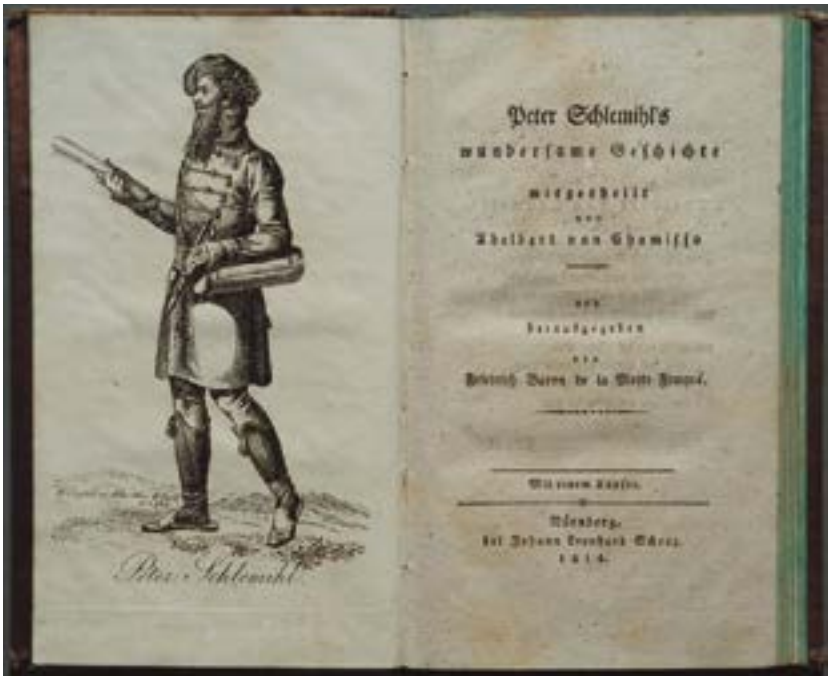 Peter Schlemihl
Peter Schlemihl's
wundersame Geschichte
mitgetheilt
von
Adelbert von Chamisso
und
herausgegeben
von
Friedrich Baron de la Motte Fouqué.
Mit einem Kupfer.
Nürnberg,
bei Johann Leonhard Schrag.
1814.